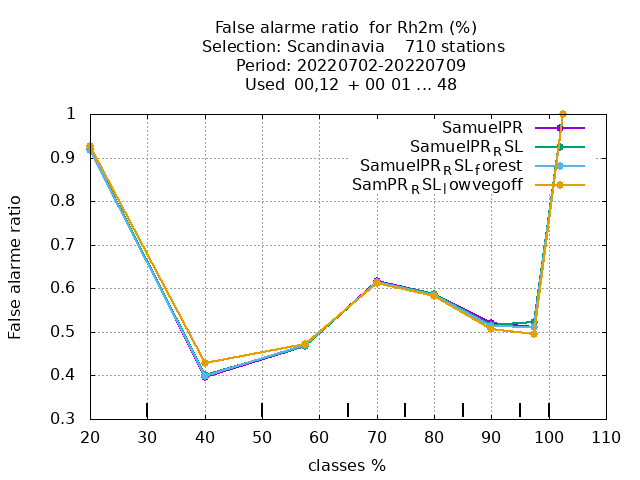 False alarme ratio  for Rh2m (%)
Selection: Scandinavia    710 stations
Period: 20220702-20220709
Used  00,12  + 00 01 ... 48
1
0.9
0.8
0.7
0.6
0.5
0.4
0.3
False alarme ratio
SamuelPR
SamuelPR_RSL
SamuelPR_RSL_forest
SamPR_RSL_lowvegoff
20 30 40 50 60 70 80 90 100 110
classes %